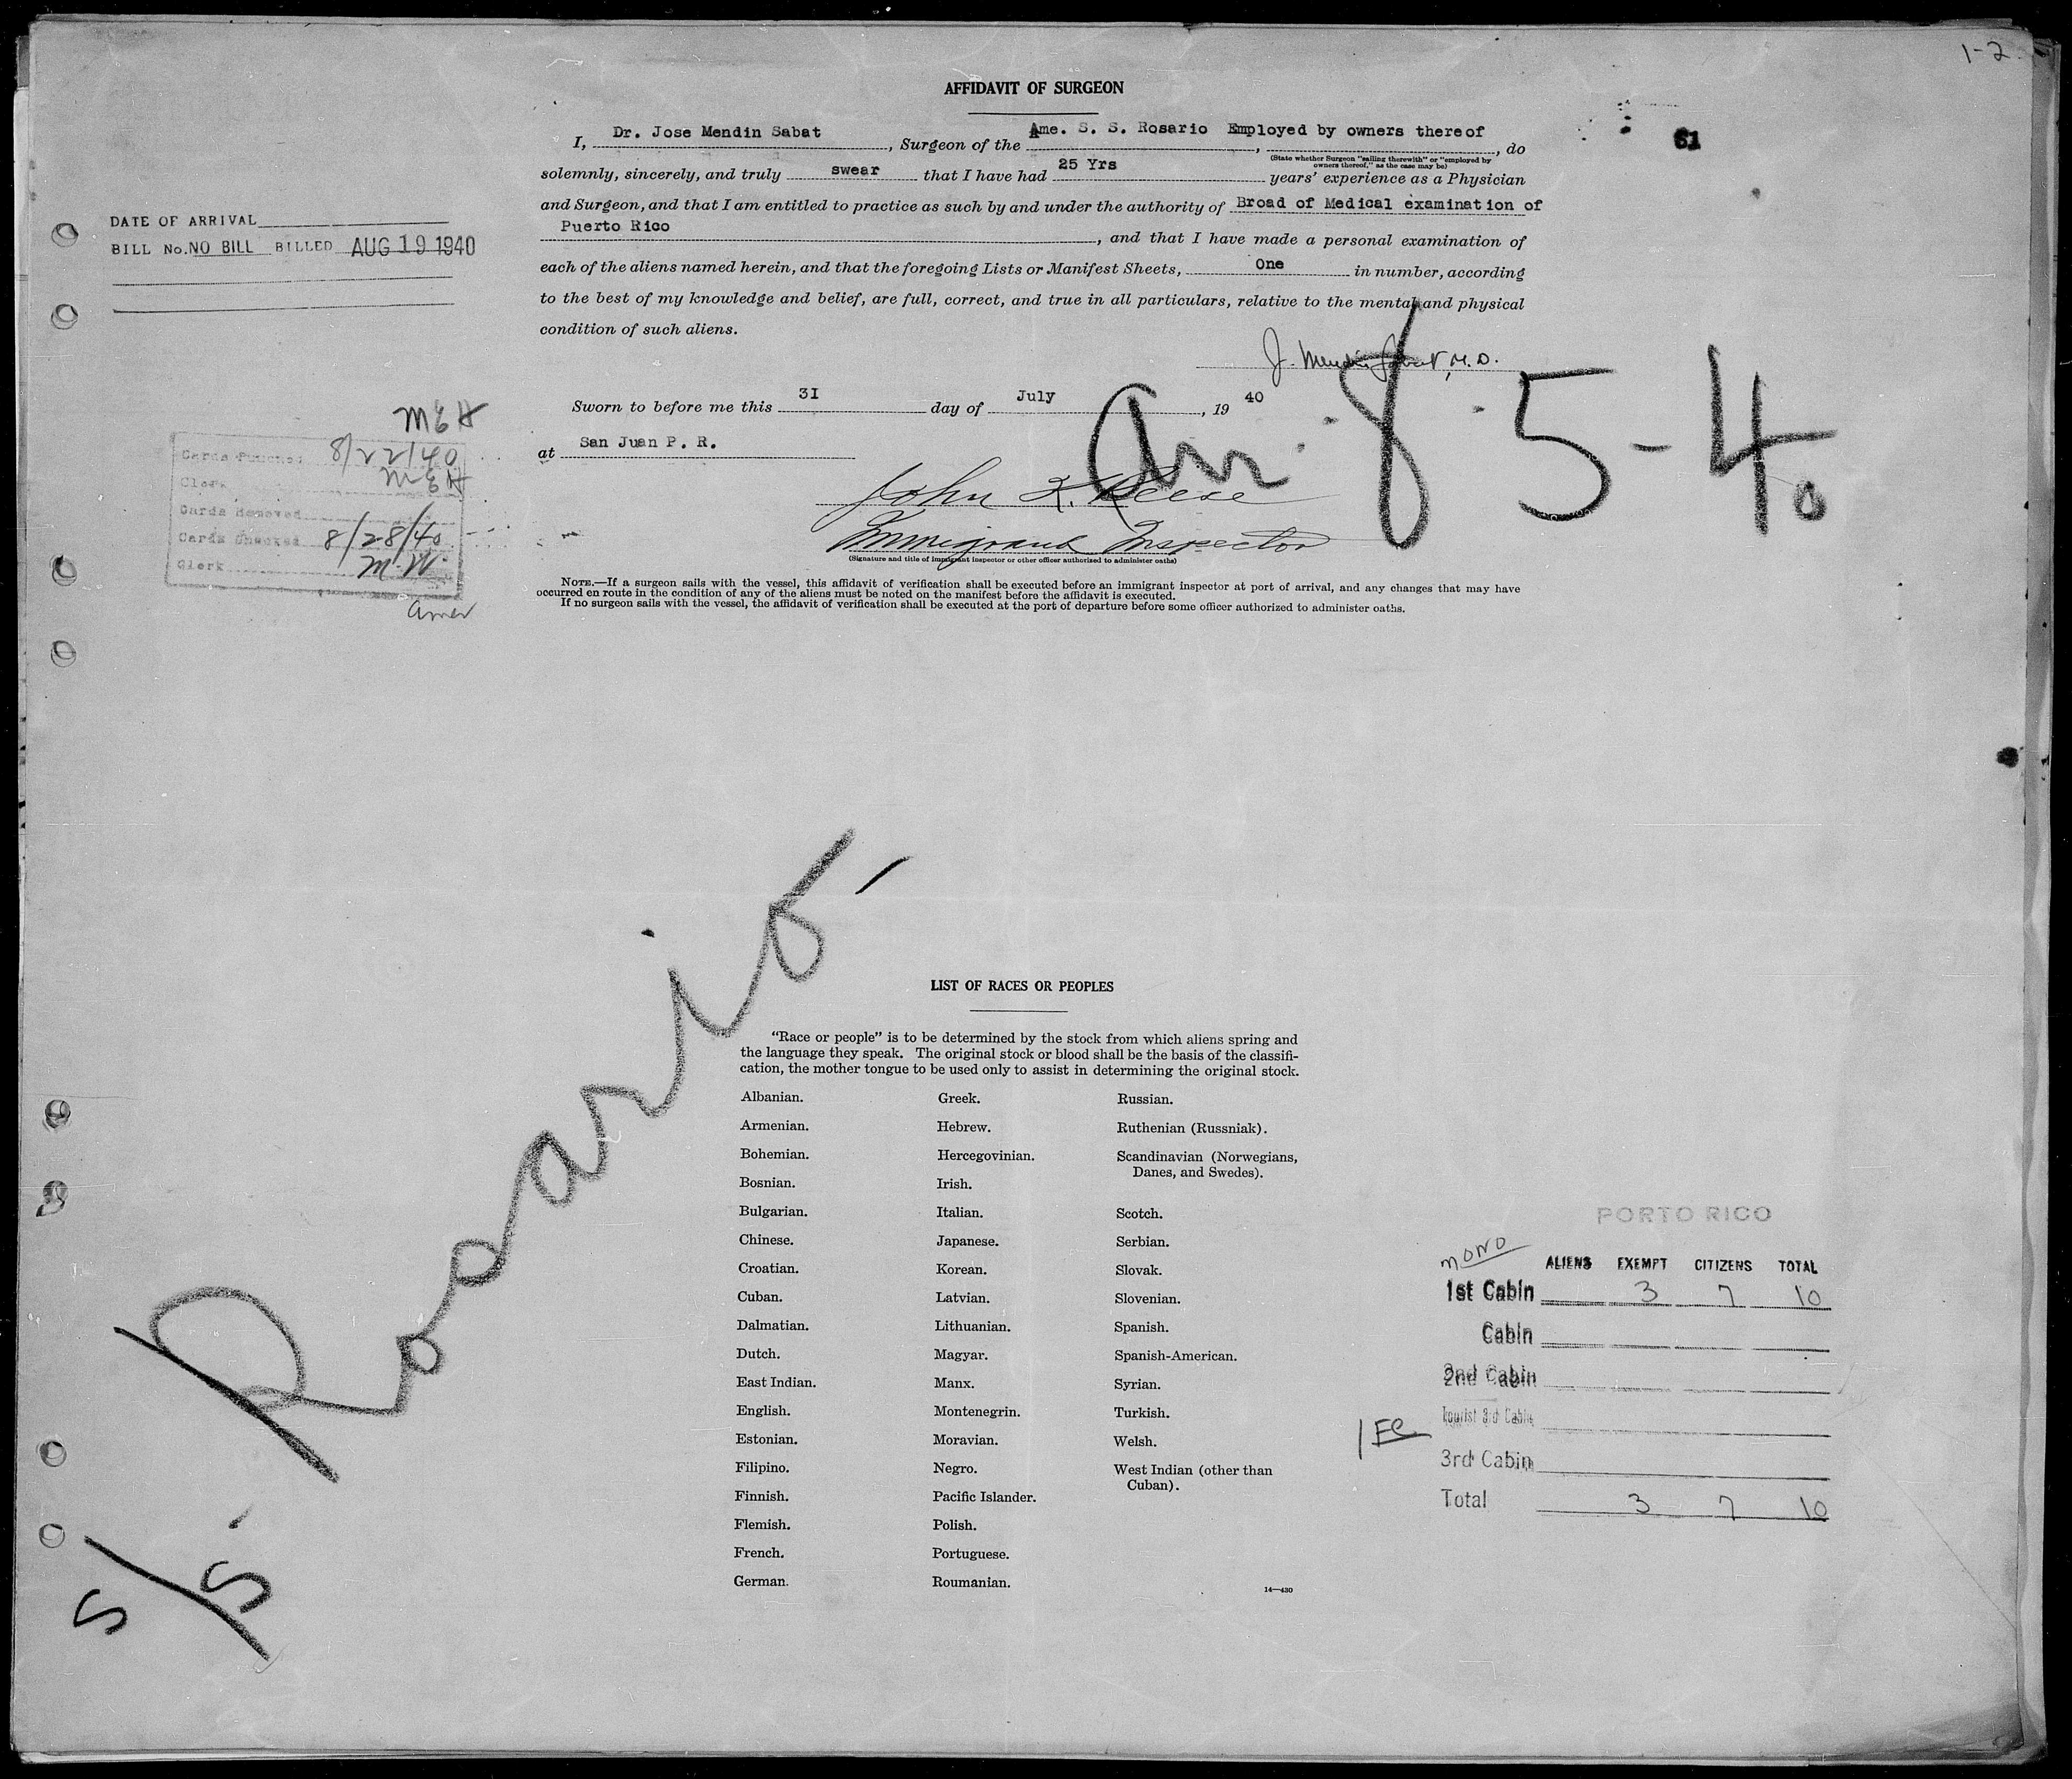 1-2
AFFIDAVIT OF SURGEON
61
I, Dr. Jose Mendin Sabat, Surgeon of the Ame. S. S. Rosario, Employed by owners thereof, do
(State whether Surgeon "sailing therewith" or "employed by
owners thereof," as the case may be)
solemnly, sincerely, and truly swear that I have had 25 Yrs years' experience as a Physician
and Surgeon, and that I am entitled to practice as such by and under the authority of Broad of Medical examination of
Puerto Rico, and that I have made a personal examination of
each of the aliens named herein, and that the foregoing Lists or Manifest Sheets, One in number, according
to the best of my knowledge and belief, are full, correct, and true in all particulars, relative to the mental and physical
condition of such aliens.
J. Mendin Sabat, M.D.
Sworn to before me this 31 day of July, 19 40
at San Juan P. R.
Arr. 8-5-40
John K. Reese
Immigrant Inspector
(Signature and title of immigrant inspector or other officer authorized to administer oaths)
NOTE.—If a surgeon sails with the vessel, this affidavit of verification shall be executed before an immigrant inspector at port of arrival, and any changes that may have
occurred en route in the condition of any of the aliens must be noted on the manifest before the affidavit is executed.
If no surgeon sails with the vessel, the affidavit of verification shall be executed at the port of departure before some officer authorized to administer oaths.
DATE OF ARRIVAL
BILL No. NO BILL BILLED AUG 19 1940
MEH
Cards Punched 8/22/40
Clerk MEH
Cards Removed
Cards Checked 8/28/40
Clerk M.W.
Amer
S/S. Rosario
LIST OF RACES OR PEOPLES
"Race or people" is to be determined by the stock from which aliens spring and
the language they speak. The original stock or blood shall be the basis of the classifi-
cation, the mother tongue to be used only to assist in determining the original stock.
Albanian.
Armenian.
Bohemian.
Bosnian.
Bulgarian.
Chinese.
Croatian.
Cuban.
Dalmatian.
Dutch.
East Indian.
English.
Estonian.
Filipino.
Finnish.
Flemish.
French.
German.
Greek.
Hebrew.
Hercegovinian.
Irish.
Italian.
Japanese.
Korean.
Latvian.
Lithuanian.
Magyar.
Manx.
Montenegrin.
Moravian.
Negro.
Pacific Islander.
Polish.
Portuguese.
Roumanian.
Russian.
Ruthenian (Russniak).
Scandinavian (Norwegians,
Danes, and Swedes).
Scotch.
Serbian.
Slovak.
Slovenian.
Spanish.
Spanish-American.
Syrian.
Turkish.
Welsh.
West Indian (other than
Cuban).
14—430
PORTO RICO
MONO
ALIENS EXEMPT CITIZENS TOTAL
1st Cabin 3 7 10
Cabin
2nd Cabin
Tourist 3rd Cabin
3rd Cabin
Total 3 7 10